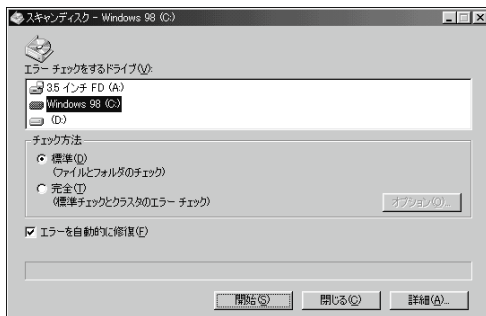 スキャンディスク - Windows 98 (C:)
エラー チェックをするドライブ(V):
3.5 インチ FD (A:)
Windows 98 (C:)
(D:)
チェック方法
標準(D)
(ファイルとフォルダのチェック)
完全(T)
(標準チェックとクラスタのエラー チェック)
オプション(O)...
エラーを自動的に修復(F)
開始(S)
閉じる(C)
詳細(A)...